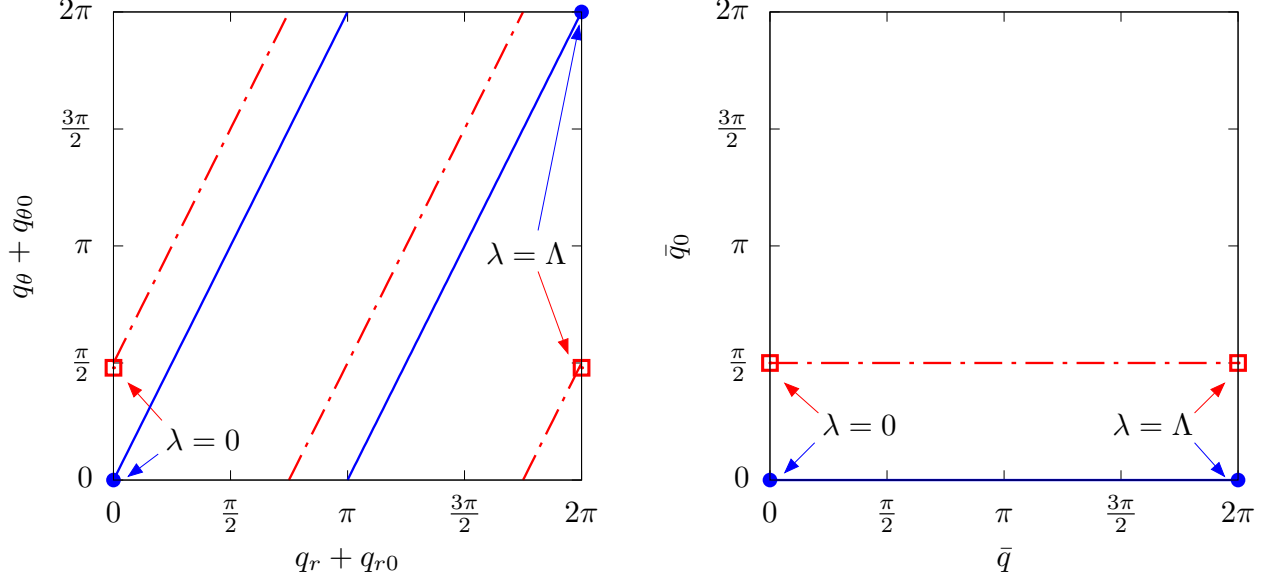 2π
3π/2
π
π/2
0
q_θ + q_θ0
λ = Λ
λ = 0
0
π/2
π
3π/2
2π
q_r + q_r0
2π
3π/2
π
π/2
0
q̄_0
λ = 0
λ = Λ
0
π/2
π
3π/2
2π
q̄